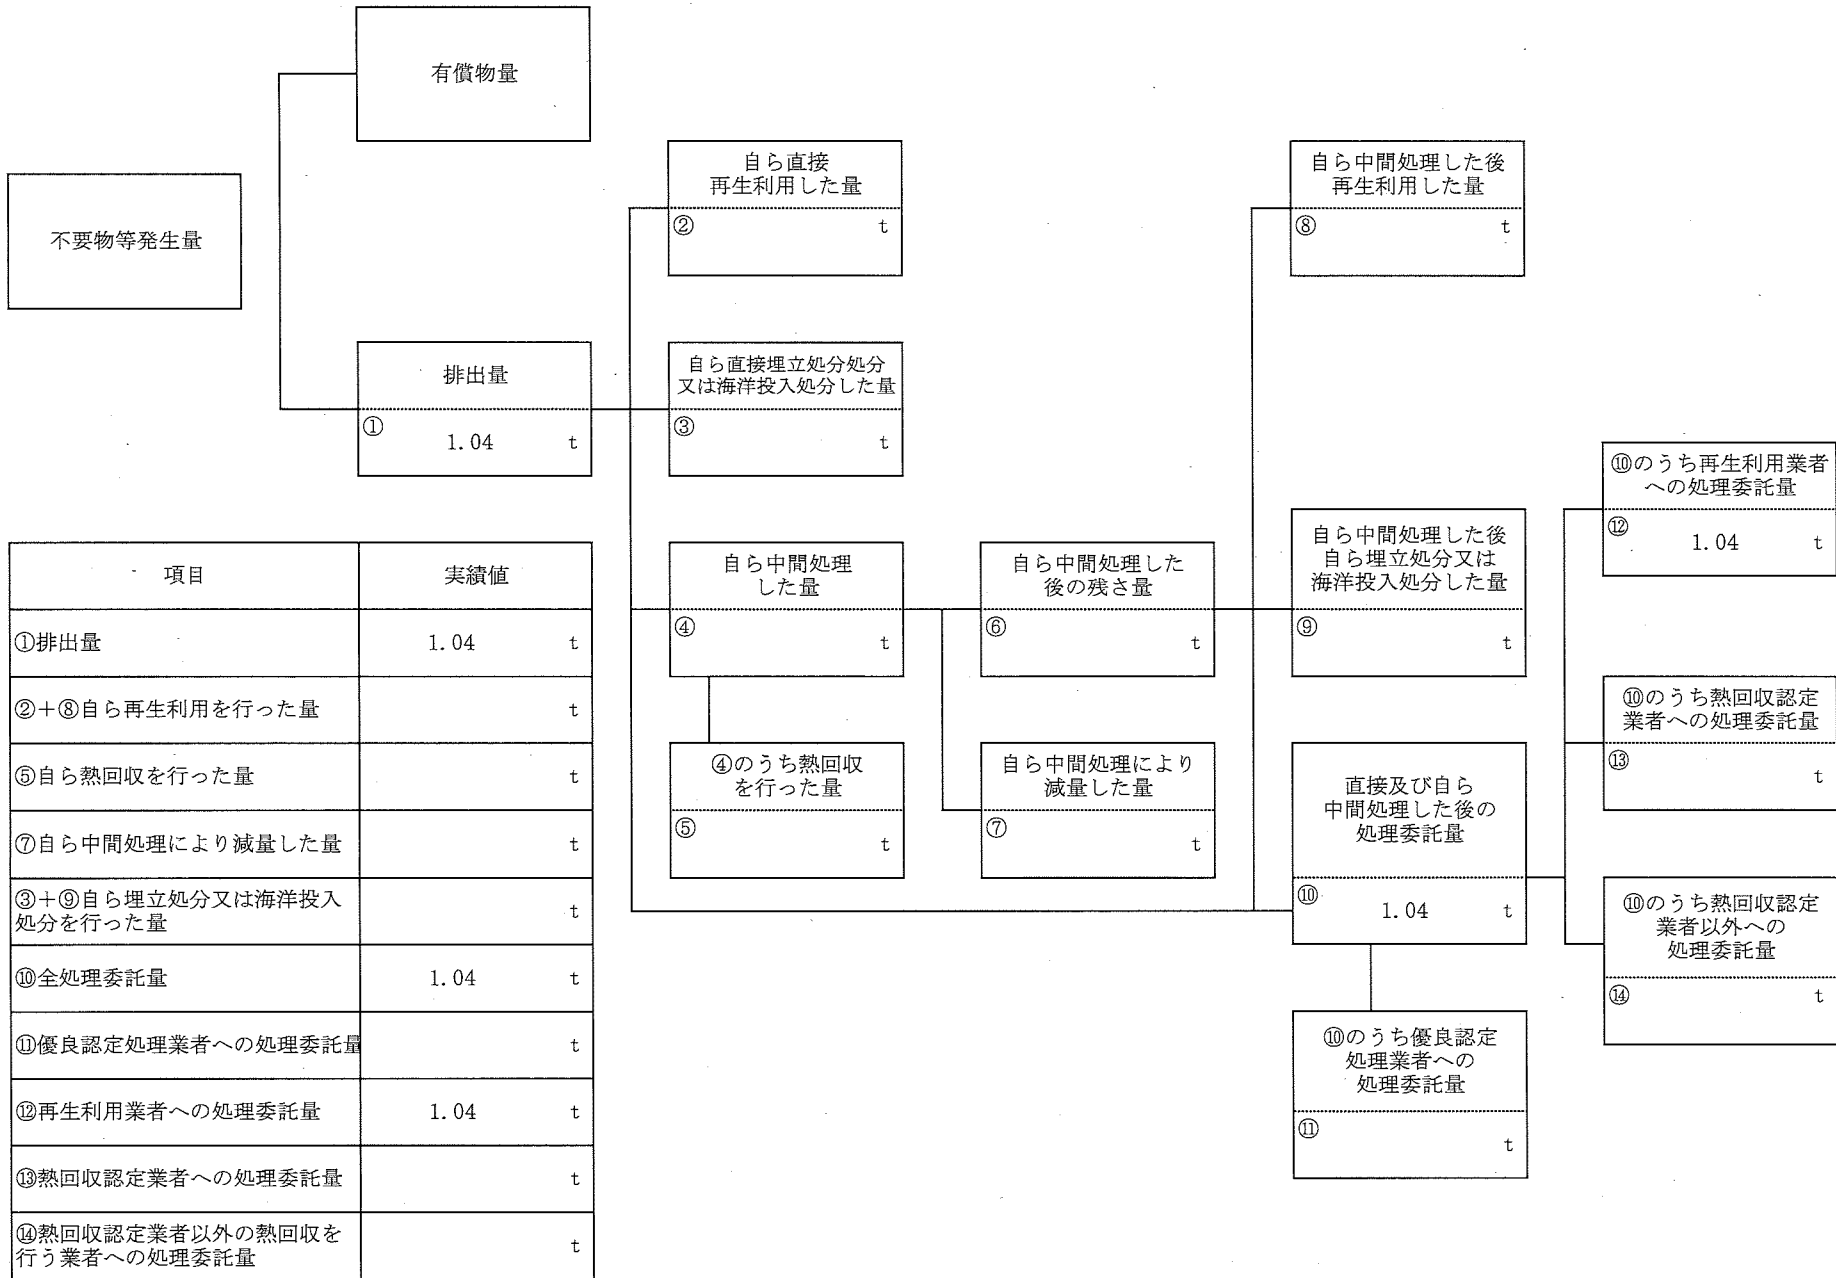 有償物量
不要物等発生量
自ら直接
再生利用した量
② t
自ら中間処理した後
再生利用した量
⑧ t
排出量
① 1.04 t
自ら直接埋立処分処分
又は海洋投入処分した量
③ t
自ら中間処理
した量
④ t
自ら中間処理した
後の残さ量
⑥ t
自ら中間処理した後
自ら埋立処分又は
海洋投入処分した量
⑨ t
⑩のうち再生利用業者
への処理委託量
⑫ 1.04 t
④のうち熱回収
を行った量
⑤ t
自ら中間処理により
減量した量
⑦ t
直接及び自ら
中間処理した後の
処理委託量
⑩ 1.04 t
⑩のうち熱回収認定
業者への処理委託量
⑬ t
⑩のうち熱回収認定
業者以外への
処理委託量
⑭ t
⑩のうち優良認定
処理業者への
処理委託量
⑪ t
項目 実績値
①排出量 1.04 t
②+⑧自ら再生利用を行った量 t
⑤自ら熱回収を行った量 t
⑦自ら中間処理により減量した量 t
③+⑨自ら埋立処分又は海洋投入
処分を行った量 t
⑩全処理委託量 1.04 t
⑪優良認定処理業者への処理委託量 t
⑫再生利用業者への処理委託量 1.04 t
⑬熱回収認定業者への処理委託量 t
⑭熱回収認定業者以外の熱回収を
行う業者への処理委託量 t